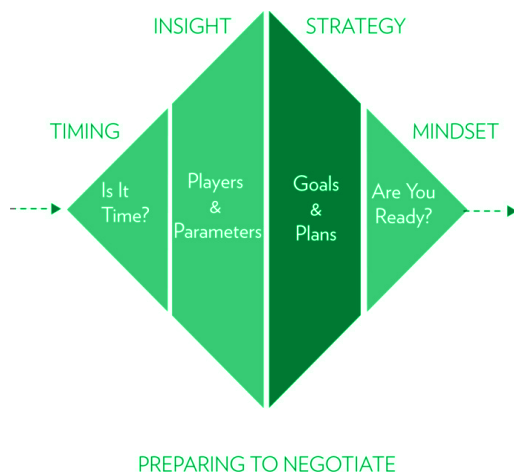 INSIGHT
STRATEGY
TIMING
MINDSET
Is It
Time?
Players
&
Parameters
Goals
&
Plans
Are You
Ready?
PREPARING TO NEGOTIATE